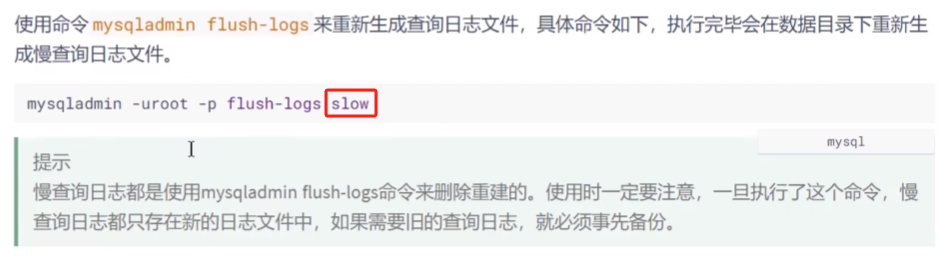 使用命令 mysqladmin flush-logs 来重新生成查询日志文件，具体命令如下，执行完毕会在数据目录下重新生
成慢查询日志文件。
mysqladmin -uroot -p flush-logs slow
mysql
提示
慢查询日志都是使用mysqladmin flush-logs命令来删除重建的。使用时一定要注意，一旦执行了这个命令，慢
查询日志都只存在新的日志文件中，如果需要旧的查询日志，就必须事先备份。